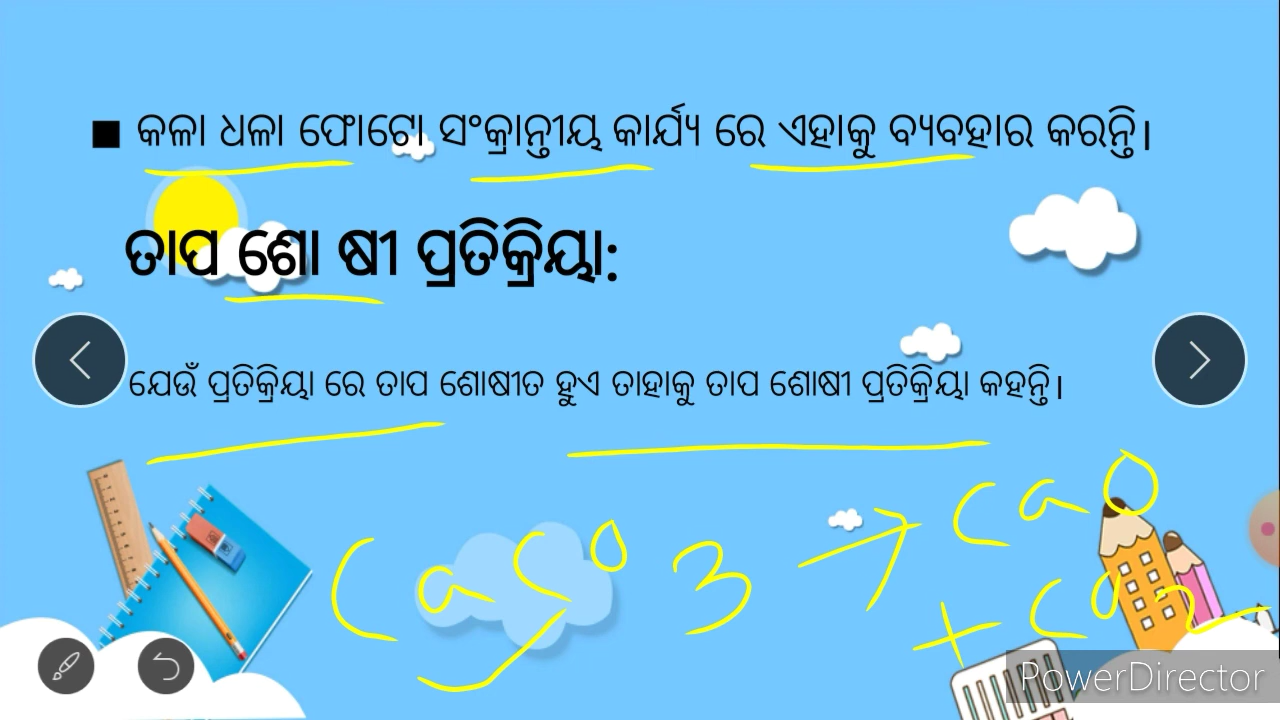 ■ କଳା ଧଳା ଫୋଟୋ ସଂକ୍ରାନ୍ତୀୟ କାର୍ଯ୍ୟ ରେ ଏହାକୁ ବ୍ୟବହାର କରନ୍ତି।
ତାପ ଶୋ ଷୀ ପ୍ରତିକ୍ରିୟା:
ଯେଉଁ ପ୍ରତିକ୍ରିୟା ରେ ତାପ ଶୋଷୀତ ହୁଏ ତାହାକୁ ତାପ ଶୋଷୀ ପ୍ରତିକ୍ରିୟା କହନ୍ତି।
CaCO3 → CaO
+ CO2
PowerDirector